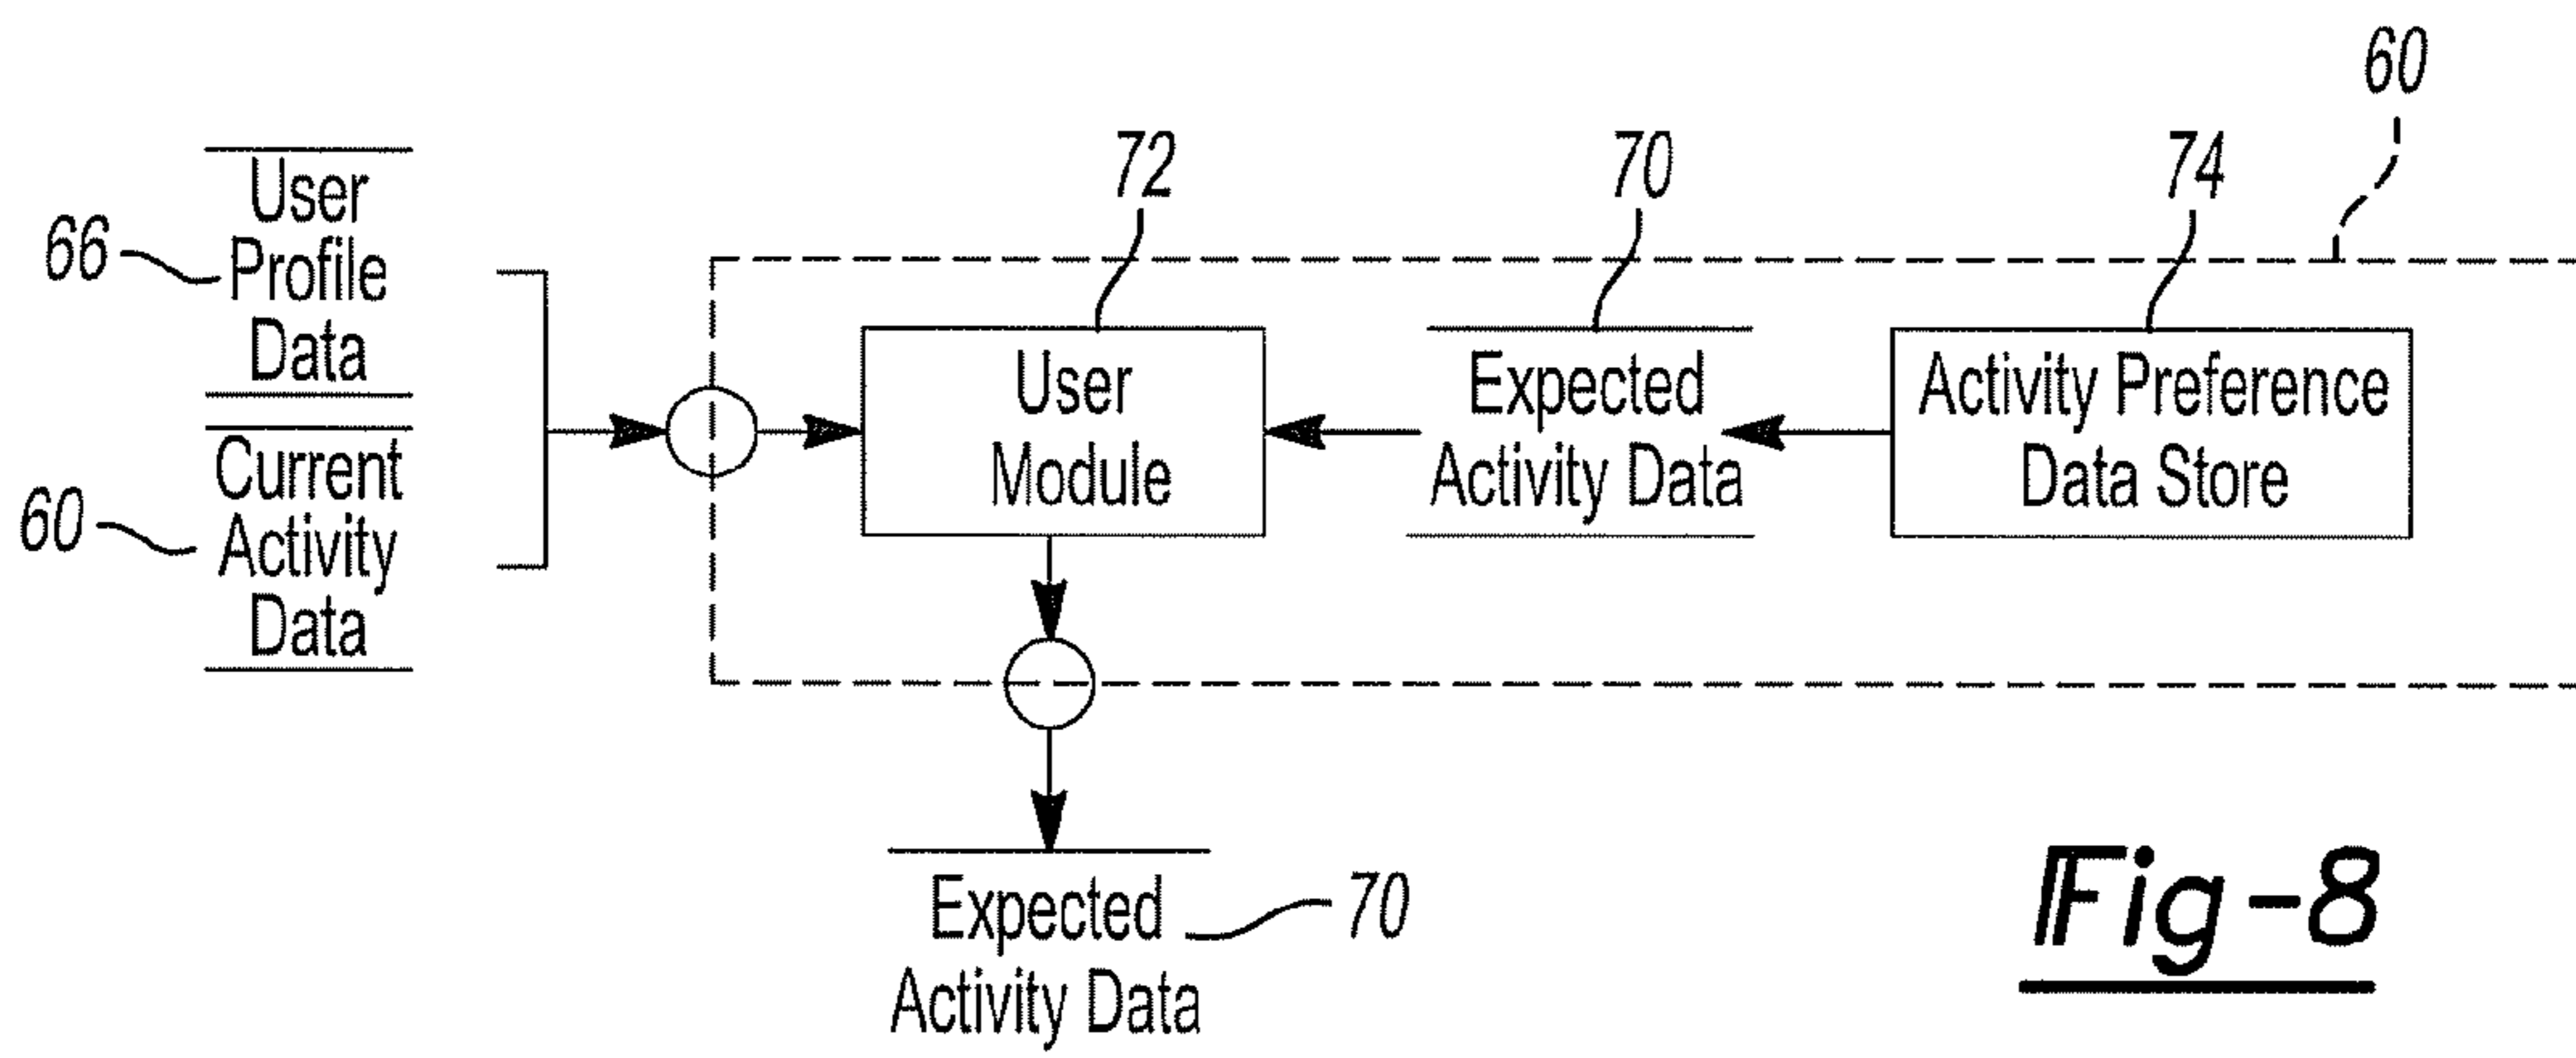 60
72
70
74
66
User
Profile
Data
60
Current
Activity
Data
User
Module
Expected
Activity Data
Activity Preference
Data Store
Expected
Activity Data
70
Fig-8